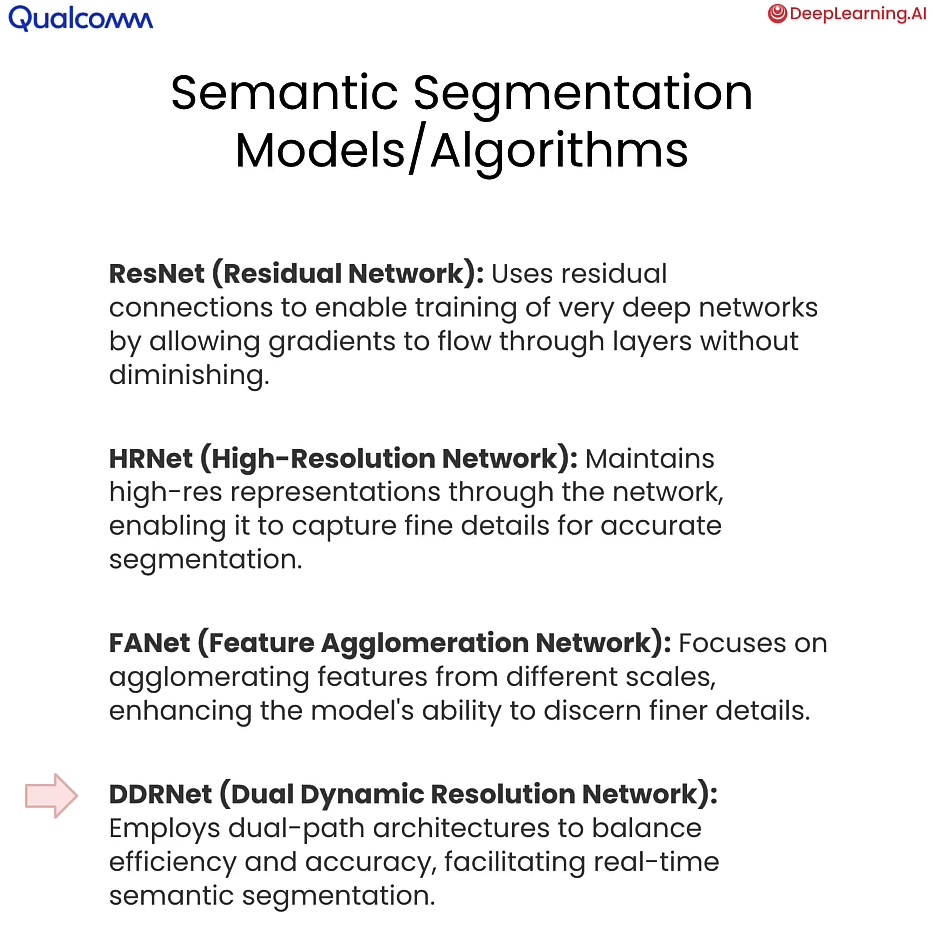 Qualcomm
DeepLearning.AI
Semantic Segmentation
Models/Algorithms
ResNet (Residual Network): Uses residual
connections to enable training of very deep networks
by allowing gradients to flow through layers without
diminishing.
HRNet (High-Resolution Network): Maintains
high-res representations through the network,
enabling it to capture fine details for accurate
segmentation.
FANet (Feature Agglomeration Network): Focuses on
agglomerating features from different scales,
enhancing the model's ability to discern finer details.
DDRNet (Dual Dynamic Resolution Network):
Employs dual-path architectures to balance
efficiency and accuracy, facilitating real-time
semantic segmentation.